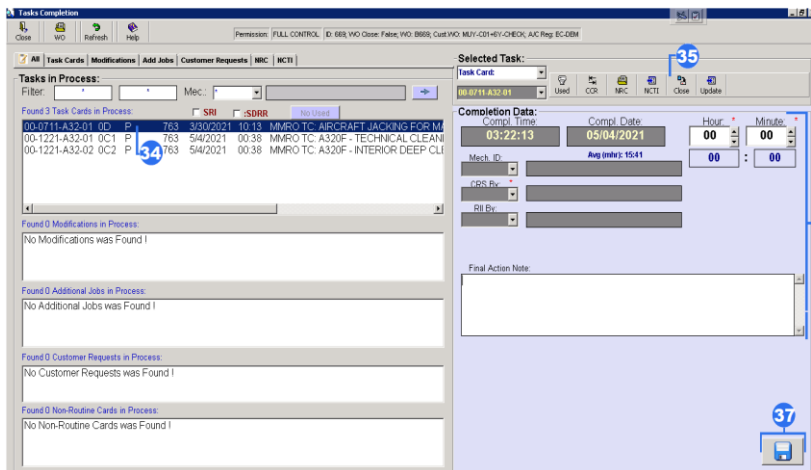 Tasks Completion
Close WO Refresh Help
Permission: FULL CONTROL ID: 669; WO Close: False; WO: B669; Cust.WO: MUY-C01+6Y-CHECK; A/C Reg: EC-DBM
All Task Cards Modifications Add Jobs Customer Requests NRC NCTI
Tasks in Process:
Filter: * * Mec.: *
Found 3 Task Cards in Process: SRI :SDRR No Used
00-0711-A32-01 0D P 763 3/30/2021 10:13 MMRO TC: AIRCRAFT JACKING FOR MA
00-1221-A32-01 0C1 P 763 5/4/2021 00:38 MMRO TC: A320F - TECHNICAL CLEANI
00-1221-A32-02 0C2 P 763 5/4/2021 00:38 MMRO TC: A320F - INTERIOR DEEP CLE
34
Found 0 Modifications in Process:
No Modifications was Found !
Found 0 Additional Jobs in Process:
No Additional Jobs was Found !
Found 0 Customer Requests in Process:
No Customer Requests was Found !
Found 0 Non-Routine Cards in Process:
No Non-Routine Cards was Found !
Selected Task:
35
Task Card:
00-0711-A32-01
Used CCR NRC NCTI Close Update
Completion Data:
Compl. Time: Compl. Date: Hour: * Minute: *
03:22:13 05/04/2021 00 : 00
Mech. ID: Avg (mhr): 15:41 00 : 00
CRS By: *
RII By:
Final Action Note:
37